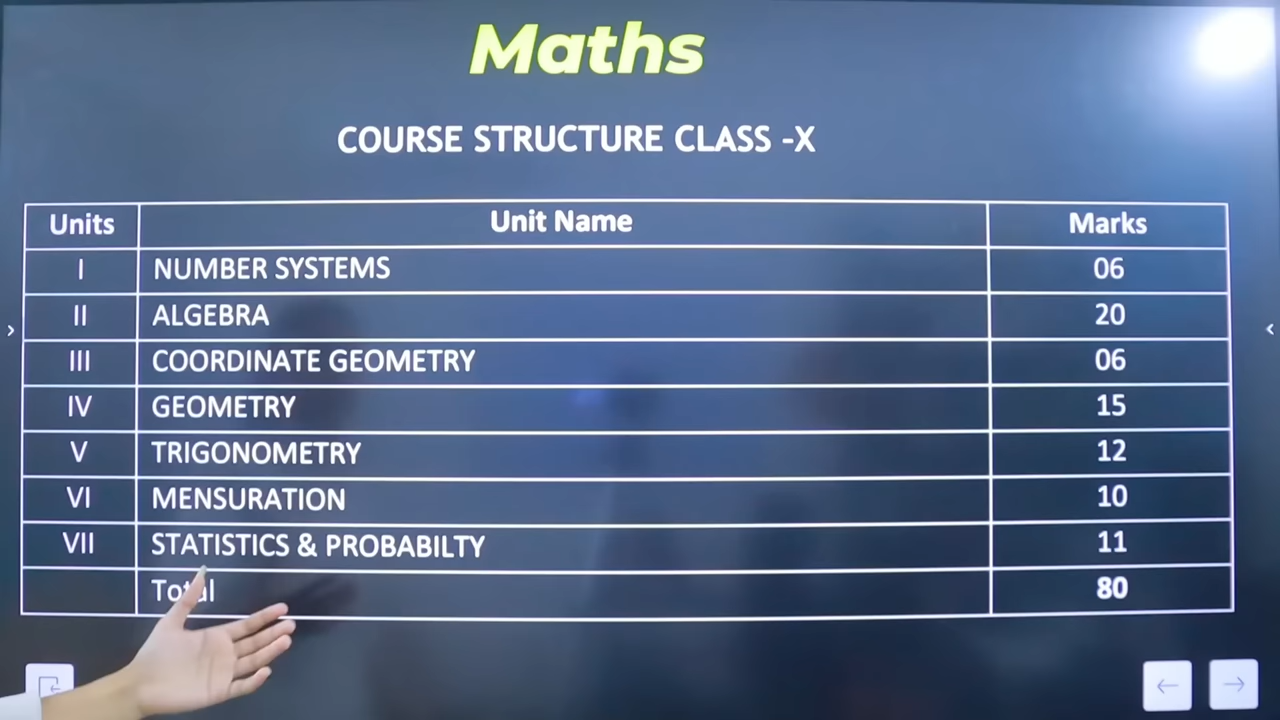 Maths
COURSE STRUCTURE CLASS -X
Units Unit Name Marks
I NUMBER SYSTEMS 06
II ALGEBRA 20
III COORDINATE GEOMETRY 06
IV GEOMETRY 15
V TRIGONOMETRY 12
VI MENSURATION 10
VII STATISTICS & PROBABILTY 11
Total 80